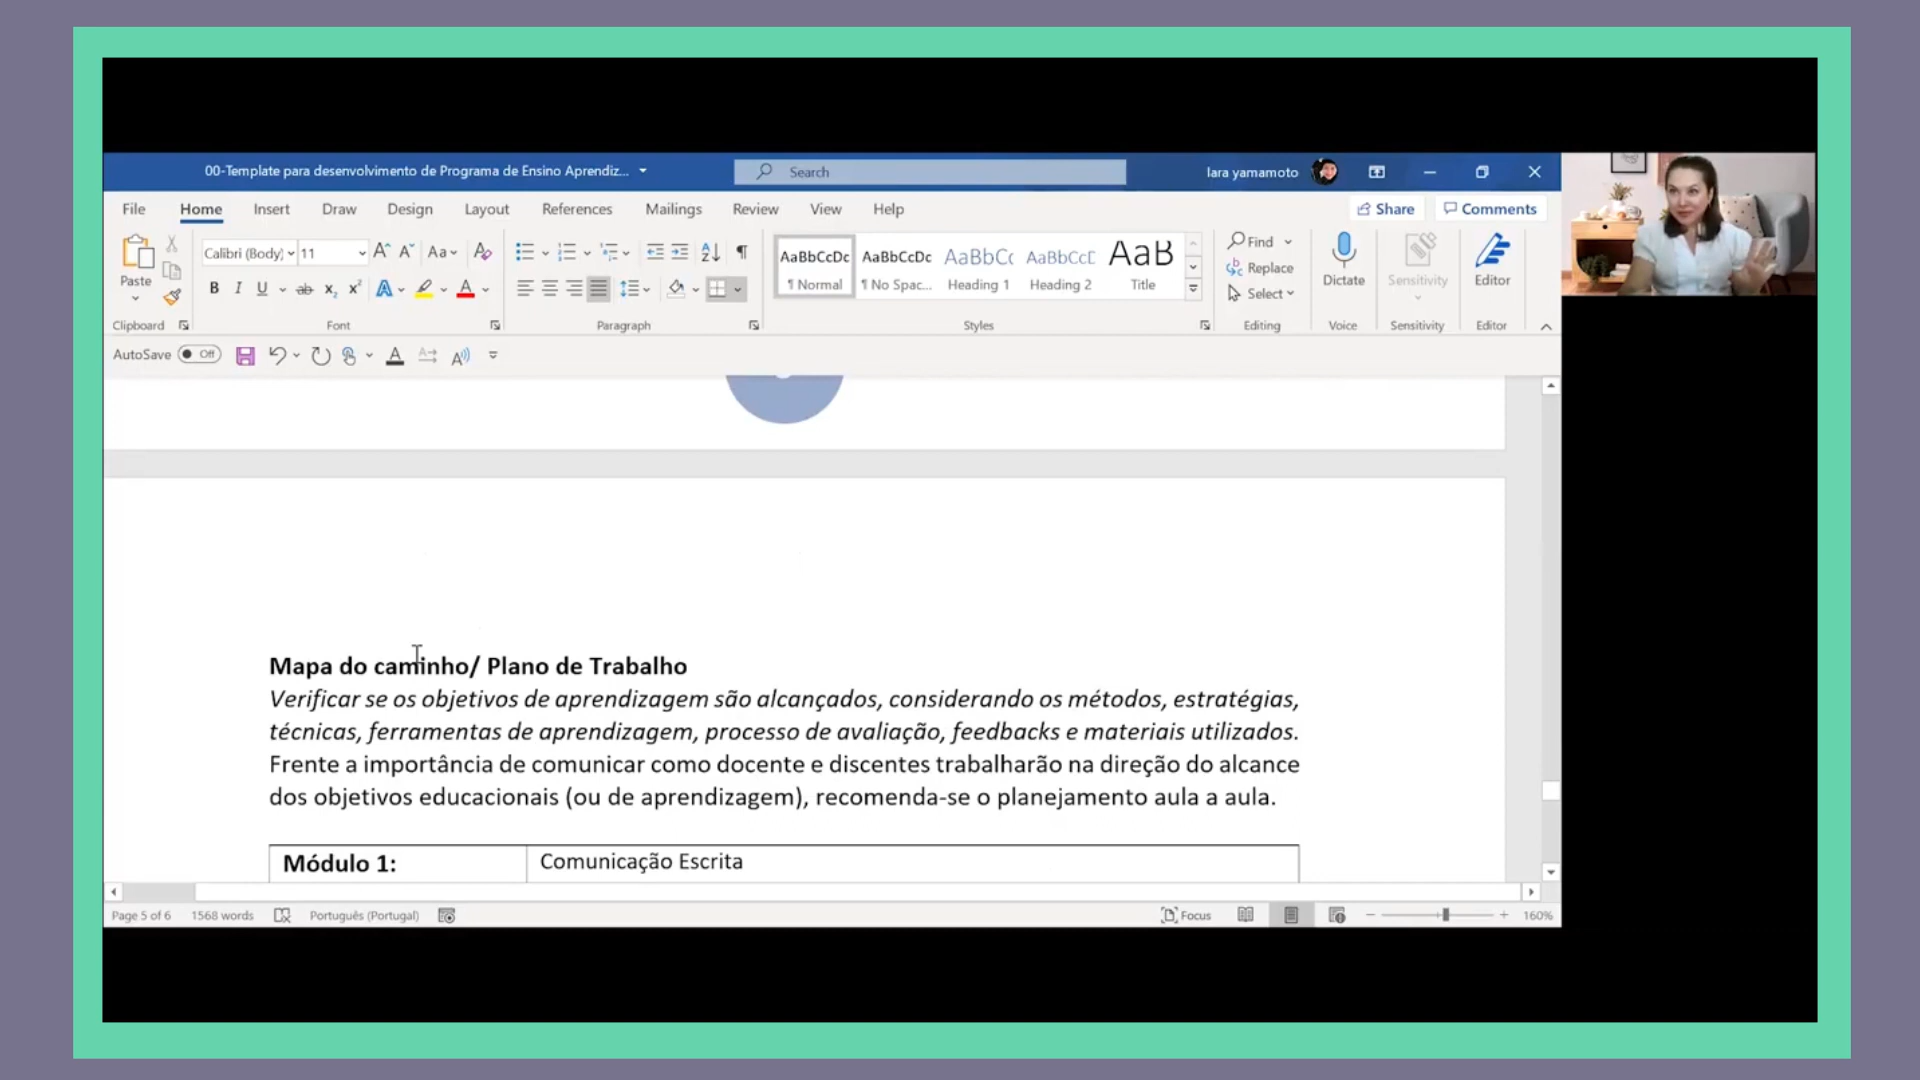 00-Template para desenvolvimento de Programa de Ensino Aprendiz...
Search
Iara yamamoto
File Home Insert Draw Design Layout References Mailings Review View Help
Share Comments
Paste
Calibri (Body) 11
Aa
B I U ab x₂ x² A A
AaBbCcDc AaBbCcDc AaBbCc AaBbCcC AaB
¶ Normal ¶ No Spac... Heading 1 Heading 2 Title
Find
Replace
Select
Dictate
Sensitivity
Editor
Clipboard Font Paragraph Styles Editing Voice Sensitivity Editor
AutoSave Off
Mapa do caminho/ Plano de Trabalho
Verificar se os objetivos de aprendizagem são alcançados, considerando os métodos, estratégias,
técnicas, ferramentas de aprendizagem, processo de avaliação, feedbacks e materiais utilizados.
Frente a importância de comunicar como docente e discentes trabalharão na direção do alcance
dos objetivos educacionais (ou de aprendizagem), recomenda-se o planejamento aula a aula.
Módulo 1: Comunicação Escrita
Page 5 of 6 1568 words Português (Portugal) Focus 160%